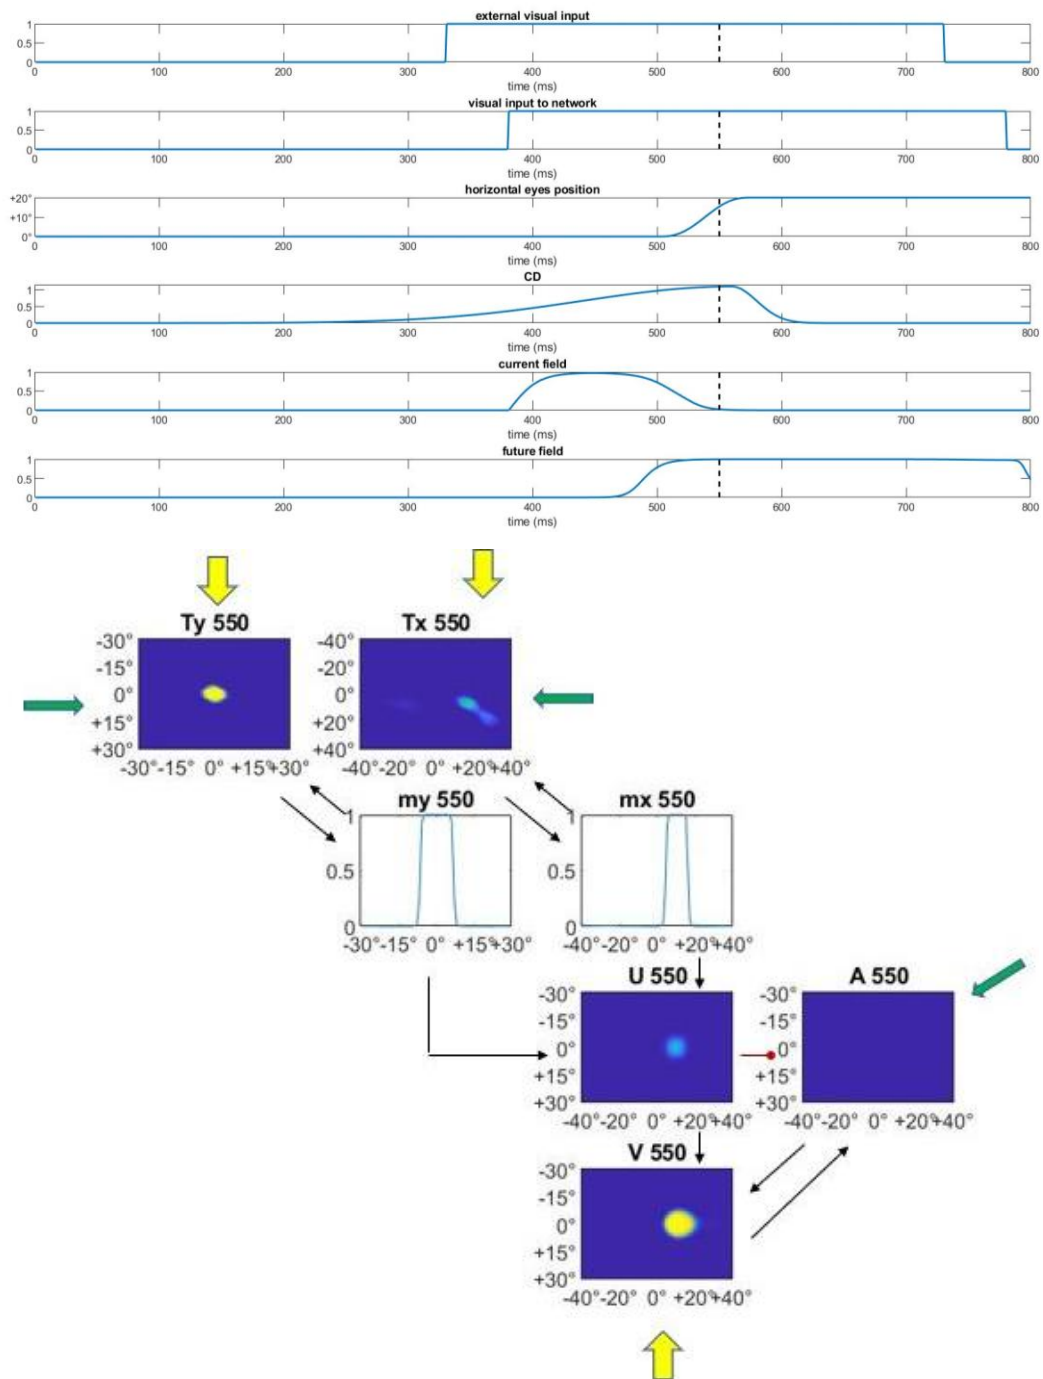 external visual input
1
0.5
0
0 100 200 300 400 500 600 700 800
time (ms)
visual input to network
1
0.5
0
0 100 200 300 400 500 600 700 800
time (ms)
horizontal eyes position
+20°
+10°
0°
0 100 200 300 400 500 600 700 800
time (ms)
CD
1
0.5
0
0 100 200 300 400 500 600 700 800
time (ms)
current field
1
0.5
0
0 100 200 300 400 500 600 700 800
time (ms)
future field
1
0.5
0
0 100 200 300 400 500 600 700 800
time (ms)
Ty 550 Tx 550
-30° -40°
-15° -20°
0° 0°
+15° +20°
+30° +40°
-30°-15° 0° +15°+30° -40°-20° 0° +20°+40°
my 550 mx 550
1 1
0.5 0.5
0 0
-30°-15° 0° +15°+30° -40°-20° 0° +20°+40°
U 550 A 550
-30° -30°
-15° -15°
0° 0°
+15° +15°
+30° +30°
-40°-20° 0° +20°+40° -40°-20° 0° +20°+40°
V 550
-30°
-15°
0°
+15°
+30°
-40°-20° 0° +20°+40°